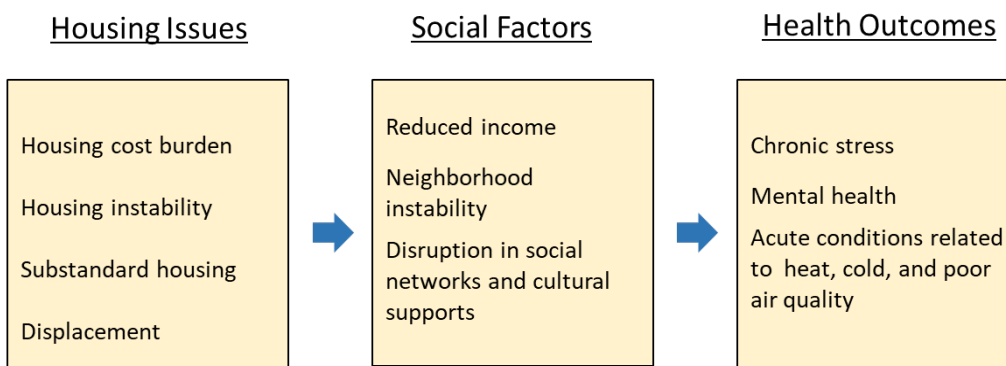 Housing Issues
Housing cost burden
Housing instability
Substandard housing
Displacement
Social Factors
Reduced income
Neighborhood
instability
Disruption in social
networks and cultural
supports
Health Outcomes
Chronic stress
Mental health
Acute conditions related
to heat, cold, and poor
air quality